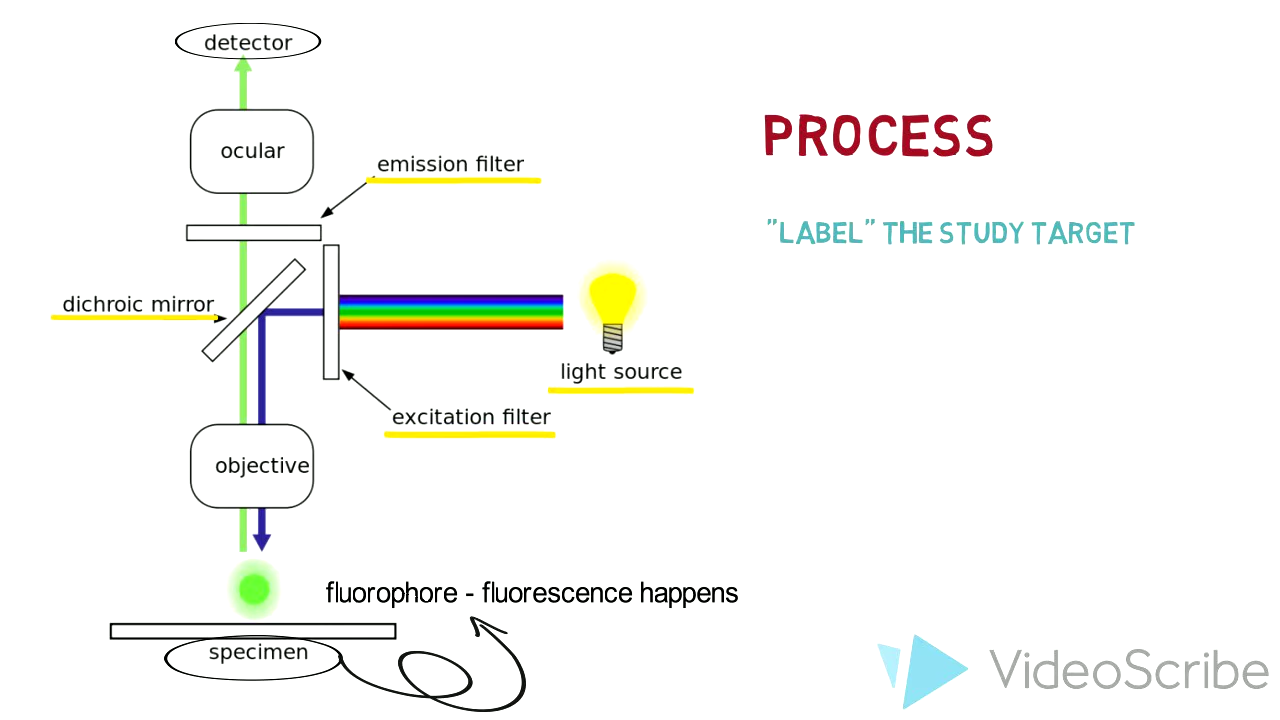 detector
ocular
emission filter
dichroic mirror
light source
excitation filter
objective
fluorophore - fluorescence happens
specimen
PROCESS
"LABEL" THE STUDY TARGET
VideoScribe